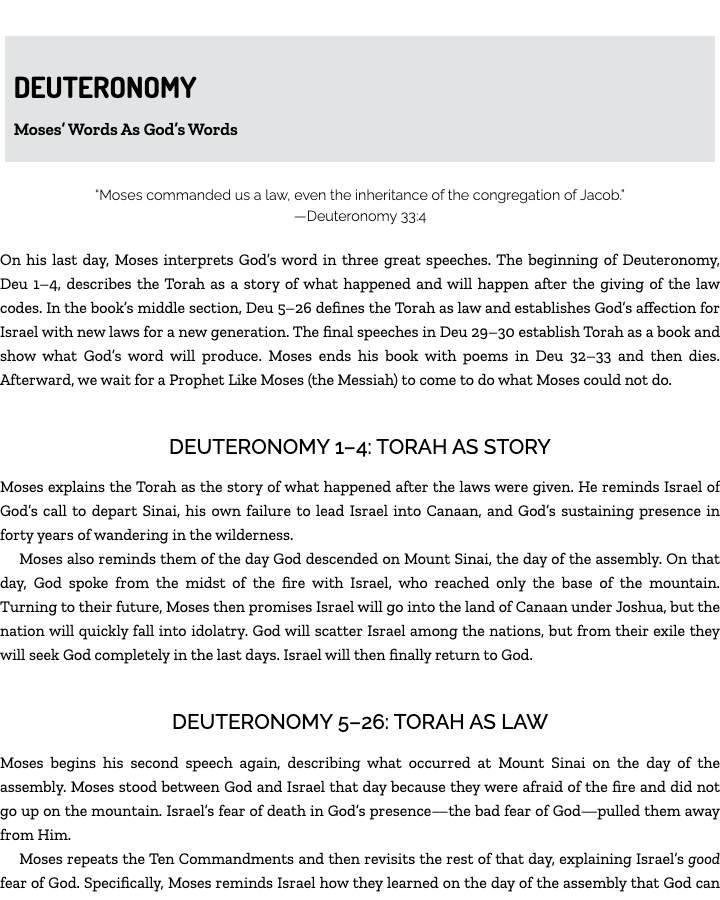 DEUTERONOMY
Moses’ Words As God’s Words
“Moses commanded us a law, even the inheritance of the congregation of Jacob.”
—Deuteronomy 33:4
On his last day, Moses interprets God’s word in three great speeches. The beginning of Deuteronomy,
Deu 1–4, describes the Torah as a story of what happened and will happen after the giving of the law
codes. In the book’s middle section, Deu 5–26 defines the Torah as law and establishes God’s affection for
Israel with new laws for a new generation. The final speeches in Deu 29–30 establish Torah as a book and
show what God’s word will produce. Moses ends his book with poems in Deu 32–33 and then dies.
Afterward, we wait for a Prophet Like Moses (the Messiah) to come to do what Moses could not do.
DEUTERONOMY 1–4: TORAH AS STORY
Moses explains the Torah as the story of what happened after the laws were given. He reminds Israel of
God’s call to depart Sinai, his own failure to lead Israel into Canaan, and God’s sustaining presence in
forty years of wandering in the wilderness.
Moses also reminds them of the day God descended on Mount Sinai, the day of the assembly. On that
day, God spoke from the midst of the fire with Israel, who reached only the base of the mountain.
Turning to their future, Moses then promises Israel will go into the land of Canaan under Joshua, but the
nation will quickly fall into idolatry. God will scatter Israel among the nations, but from their exile they
will seek God completely in the last days. Israel will then finally return to God.
DEUTERONOMY 5–26: TORAH AS LAW
Moses begins his second speech again, describing what occurred at Mount Sinai on the day of the
assembly. Moses stood between God and Israel that day because they were afraid of the fire and did not
go up on the mountain. Israel’s fear of death in God’s presence—the bad fear of God—pulled them away
from Him.
Moses repeats the Ten Commandments and then revisits the rest of that day, explaining Israel’s good
fear of God. Specifically, Moses reminds Israel how they learned on the day of the assembly that God can